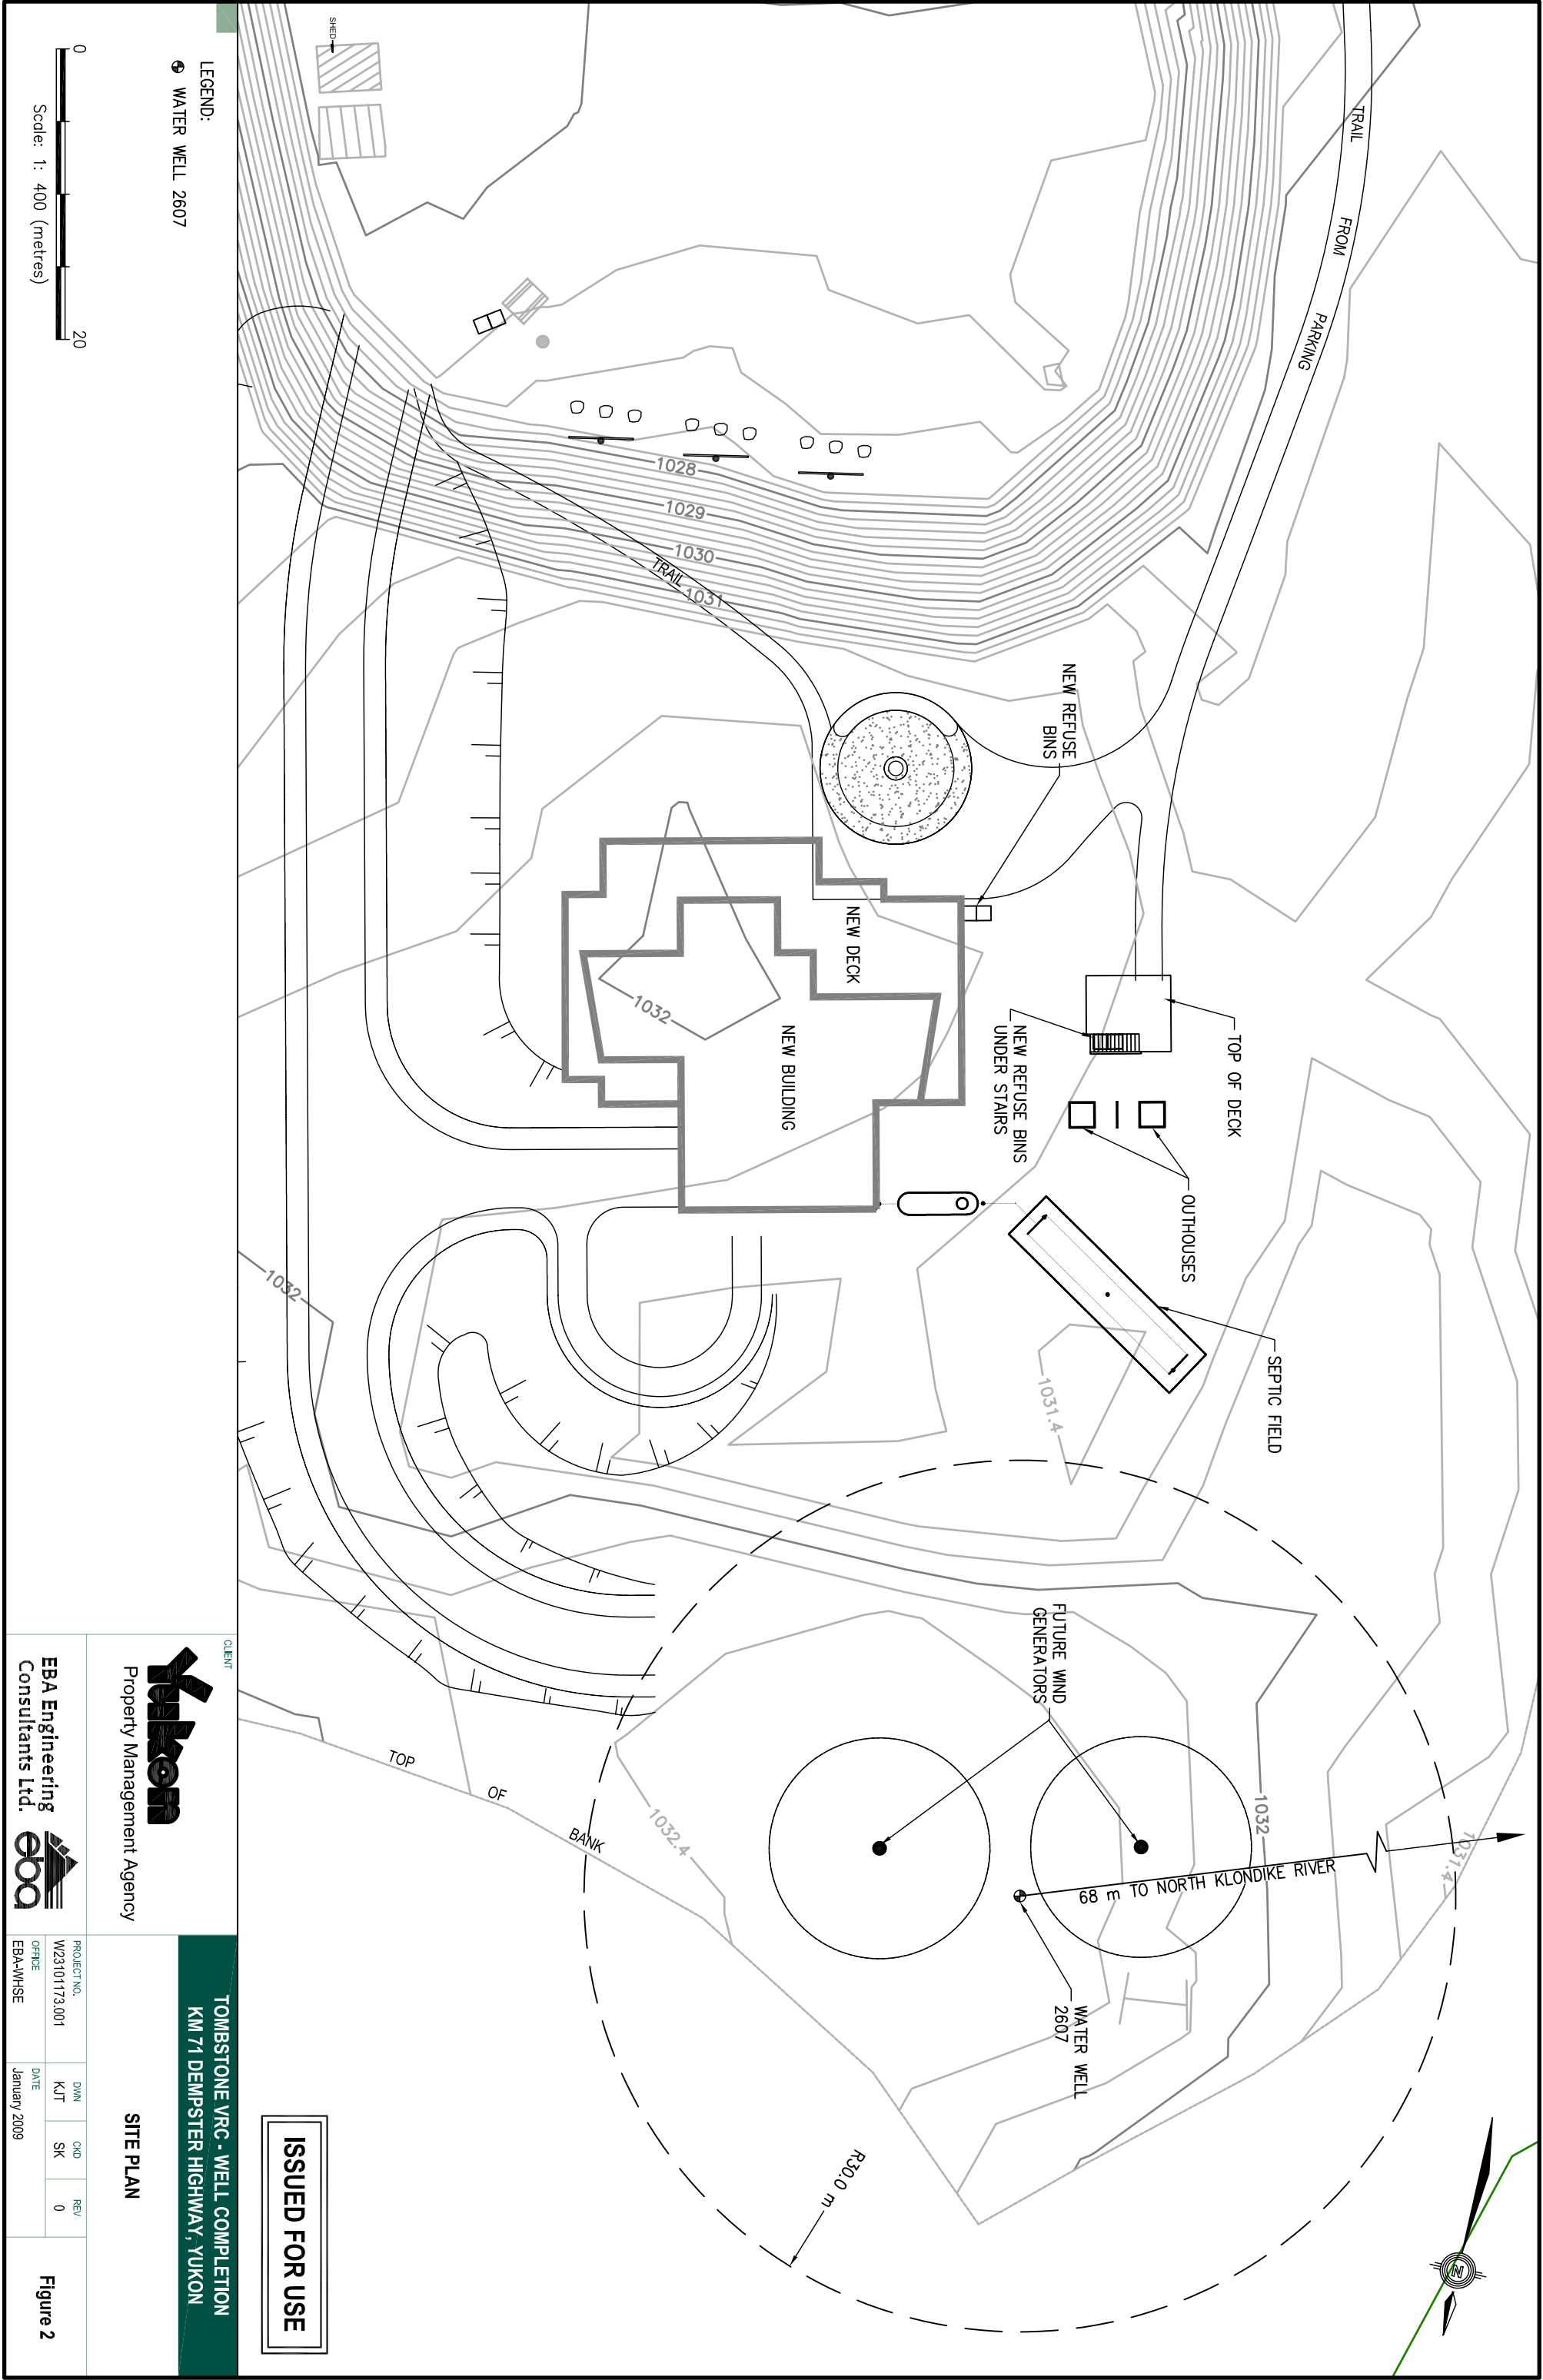 TRAIL
FROM
PARKING
SHED
1028
1029
1030
1031
TRAIL
NEW REFUSE
BINS
NEW DECK
1032
NEW BUILDING
NEW REFUSE BINS
UNDER STAIRS
TOP OF DECK
OUTHOUSES
SEPTIC FIELD
1031.4
1032
FUTURE WIND
GENERATORS
1032
1031.4
1032.4
68 m TO NORTH KLONDIKE RIVER
WATER WELL
2607
TOP
OF
BANK
R30.0 m
N
ISSUED FOR USE
LEGEND:
WATER WELL 2607
0
20
Scale: 1: 400 (metres)
CLIENT
Yukon
Property Management Agency
EBA Engineering
Consultants Ltd.
eba
TOMBSTONE VRC - WELL COMPLETION
KM 71 DEMPSTER HIGHWAY, YUKON
SITE PLAN
PROJECT NO.
W23101173.001
DWN
KJT
CKD
SK
REV
0
OFFICE
EBA-WHSE
DATE
January 2009
Figure 2